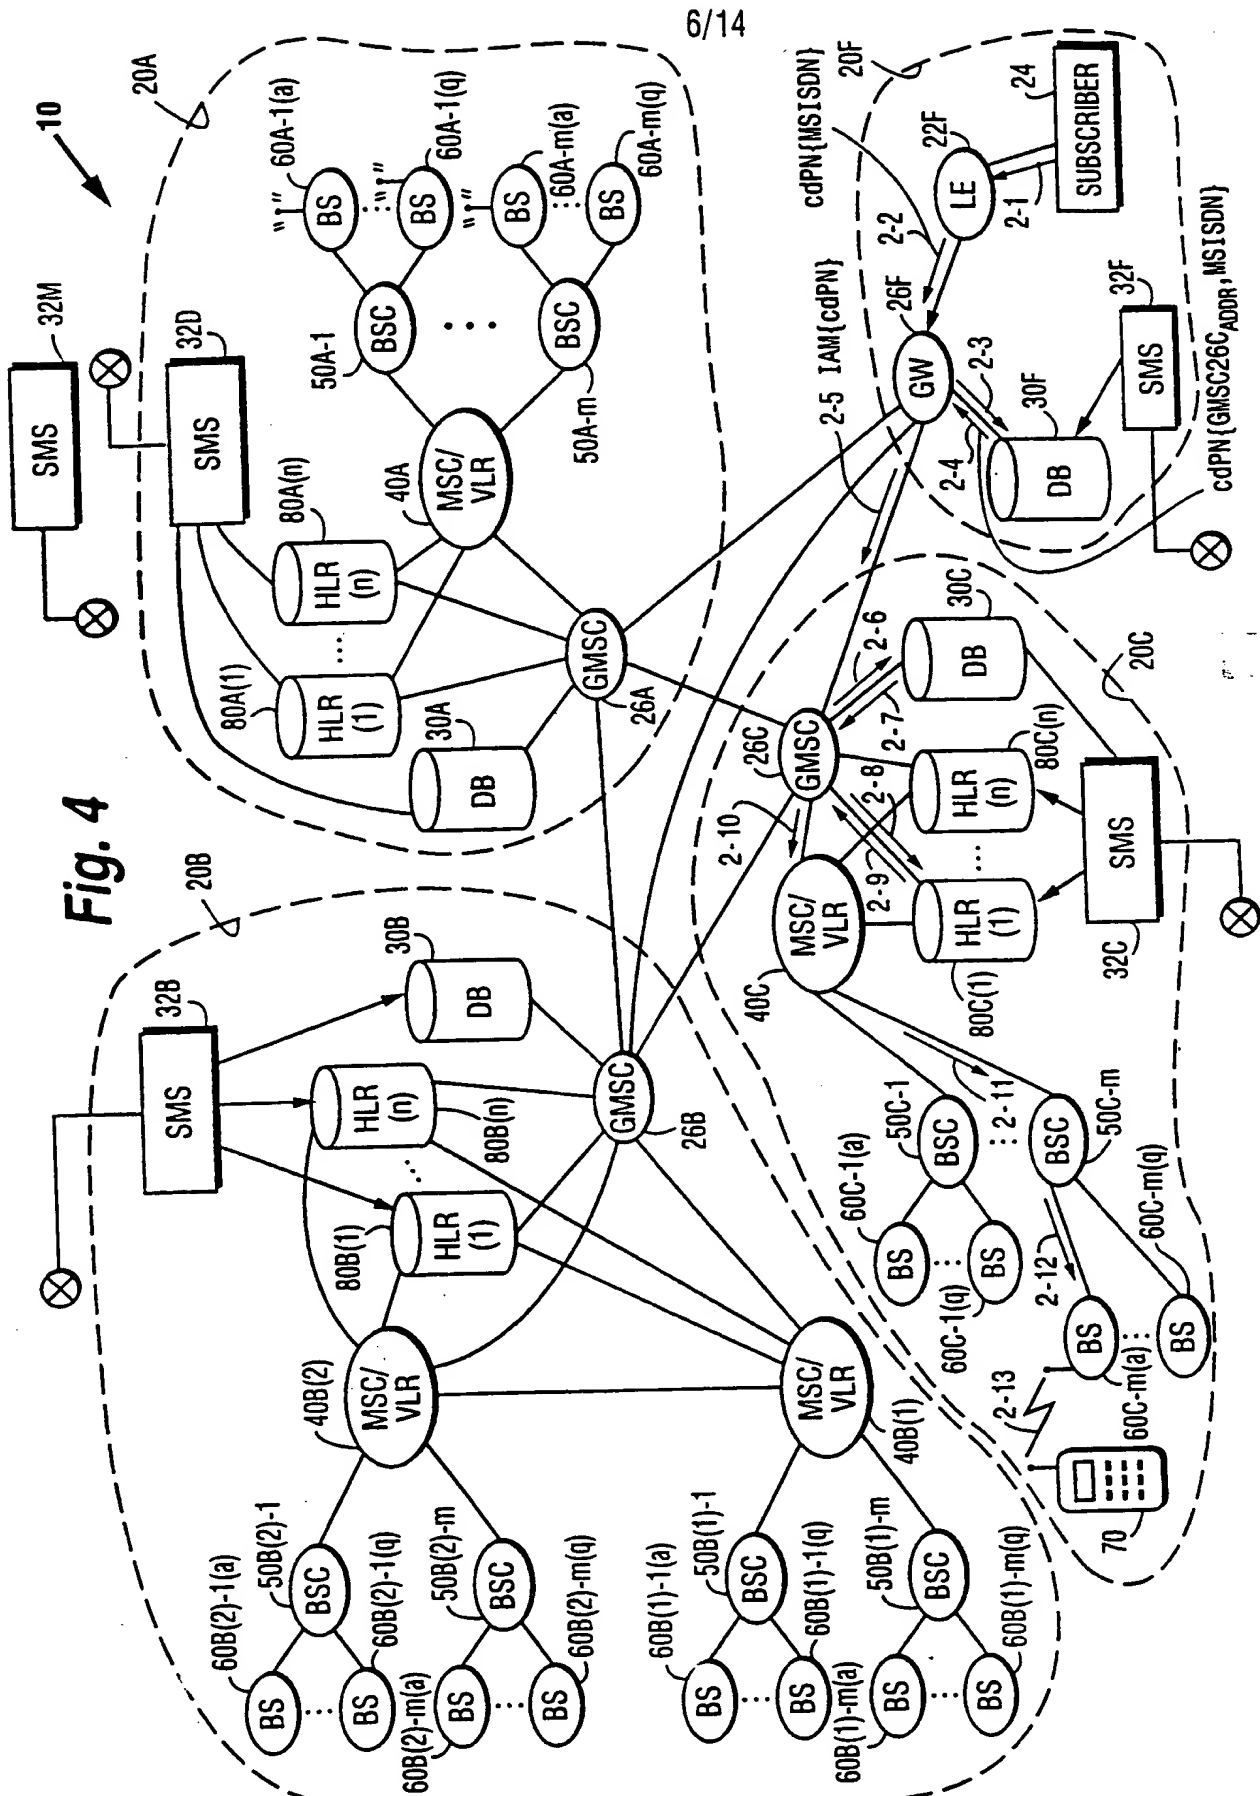 6/14
Fig. 4
10
SMS
32M
20A
SMS
32D
HLR
(n)
80A(n)
....
HLR
(1)
80A(1)
DB
30A
GMSC
26A
MSC/
VLR
40A
BSC
50A-1
BSC
50A-m
BS
60A-1(a)
BS
60A-1(q)
BS
60A-m(a)
BS
60A-m(q)
20B
SMS
32B
DB
30B
HLR
(n)
80B(n)
...
HLR
(1)
80B(1)
GMSC
26B
MSC/
VLR
40B(2)
MSC/
VLR
40B(1)
BSC
50B(2)-1
BSC
50B(2)-m
BS
60B(2)-1(a)
BS
60B(2)-1(q)
BS
60B(2)-m(a)
BS
60B(2)-m(q)
BSC
50B(1)-1
BSC
50B(1)-m
BS
60B(1)-1(a)
BS
60B(1)-1(q)
BS
60B(1)-m(a)
BS
60B(1)-m(q)
20F
cdPN{MSISDN}
SUBSCRIBER
24
2-1
LE
22F
2-2
GW
26F
2-3
2-4
DB
30F
SMS
32F
cdPN{GMSC26C ADDR, MSISDN}
2-5 IAM{cdPN}
20C
GMSC
26C
2-6
2-7
DB
30C
2-8
2-9
HLR
(n)
80C(n)
...
HLR
(1)
80C(1)
SMS
32C
2-10
MSC/
VLR
40C
2-11
BSC
50C-1
BSC
50C-m
BS
60C-1(a)
BS
60C-1(q)
2-12
BS
60C-m(a)
BS
60C-m(q)
2-13
70